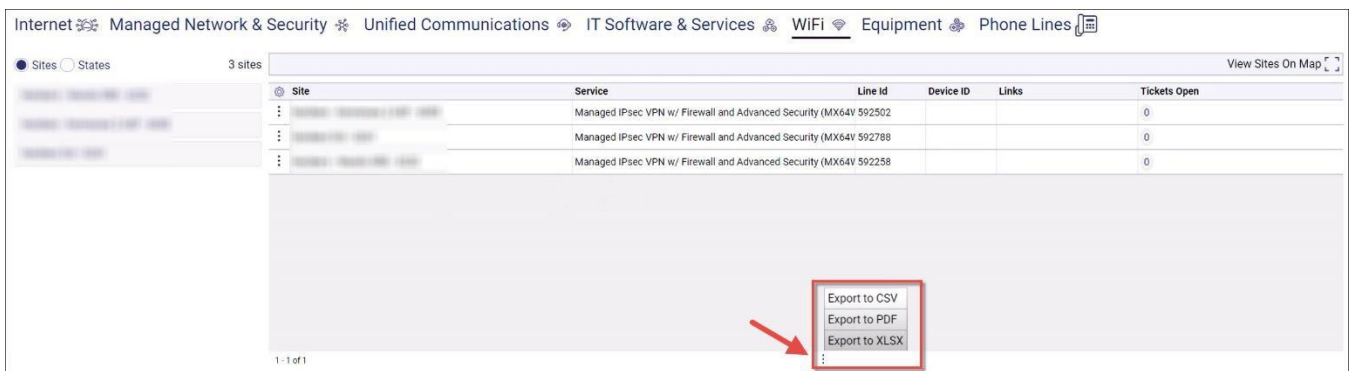 Internet Managed Network & Security Unified Communications IT Software & Services WiFi Equipment Phone Lines
Sites States 3 sites View Sites On Map
Site Service Line Id Device ID Links Tickets Open
Managed IPsec VPN w/ Firewall and Advanced Security (MX64V 592502 0
Managed IPsec VPN w/ Firewall and Advanced Security (MX64V 592788 0
Managed IPsec VPN w/ Firewall and Advanced Security (MX64V 592258 0
Export to CSV
Export to PDF
Export to XLSX
1 - 1 of 1